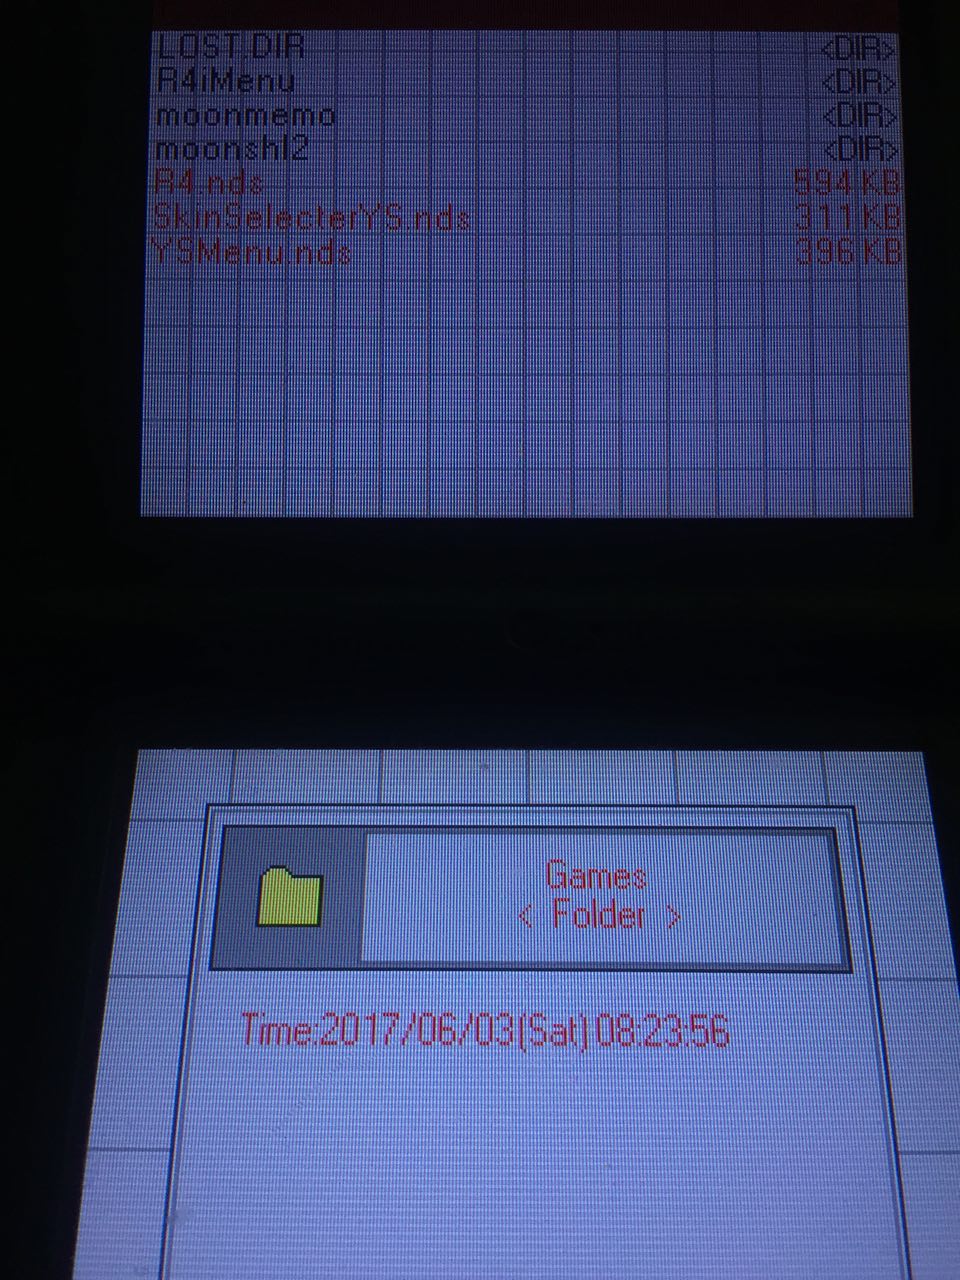 LOST.DIR <DIR>
R4iMenu <DIR>
moonmemo <DIR>
moonshl2 <DIR>
R4.nds 594 KB
SkinSelecterYS.nds 311 KB
YSMenu.nds 396 KB
Games
< Folder >
Time:2017/06/03(Sat) 08:23:56